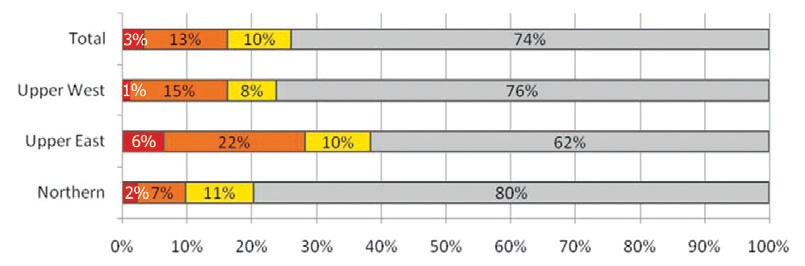 Total 3% 13% 10% 74%
Upper West 1% 15% 8% 76%
Upper East 6% 22% 10% 62%
Northern 2% 7% 11% 80%
0% 10% 20% 30% 40% 50% 60% 70% 80% 90% 100%